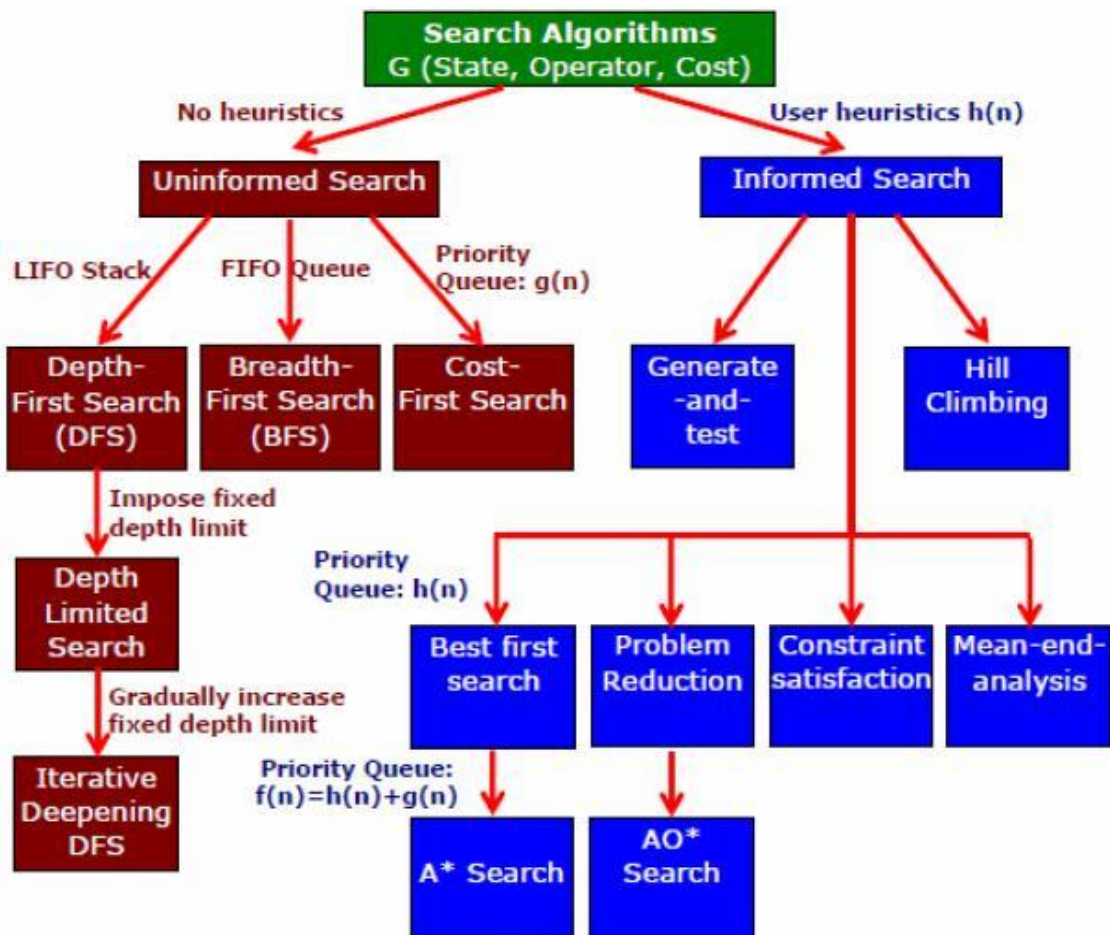 Search Algorithms
G (State, Operator, Cost)
No heuristics
User heuristics h(n)
Uninformed Search
Informed Search
LIFO Stack
FIFO Queue
Priority
Queue: g(n)
Depth-
First Search
(DFS)
Breadth-
First Search
(BFS)
Cost-
First Search
Generate
-and-
test
Hill
Climbing
Impose fixed
depth limit
Priority
Queue: h(n)
Depth
Limited
Search
Best first
search
Problem
Reduction
Constraint
satisfaction
Mean-end-
analysis
Gradually increase
fixed depth limit
Priority Queue:
f(n)=h(n)+g(n)
Iterative
Deepening
DFS
A* Search
AO*
Search